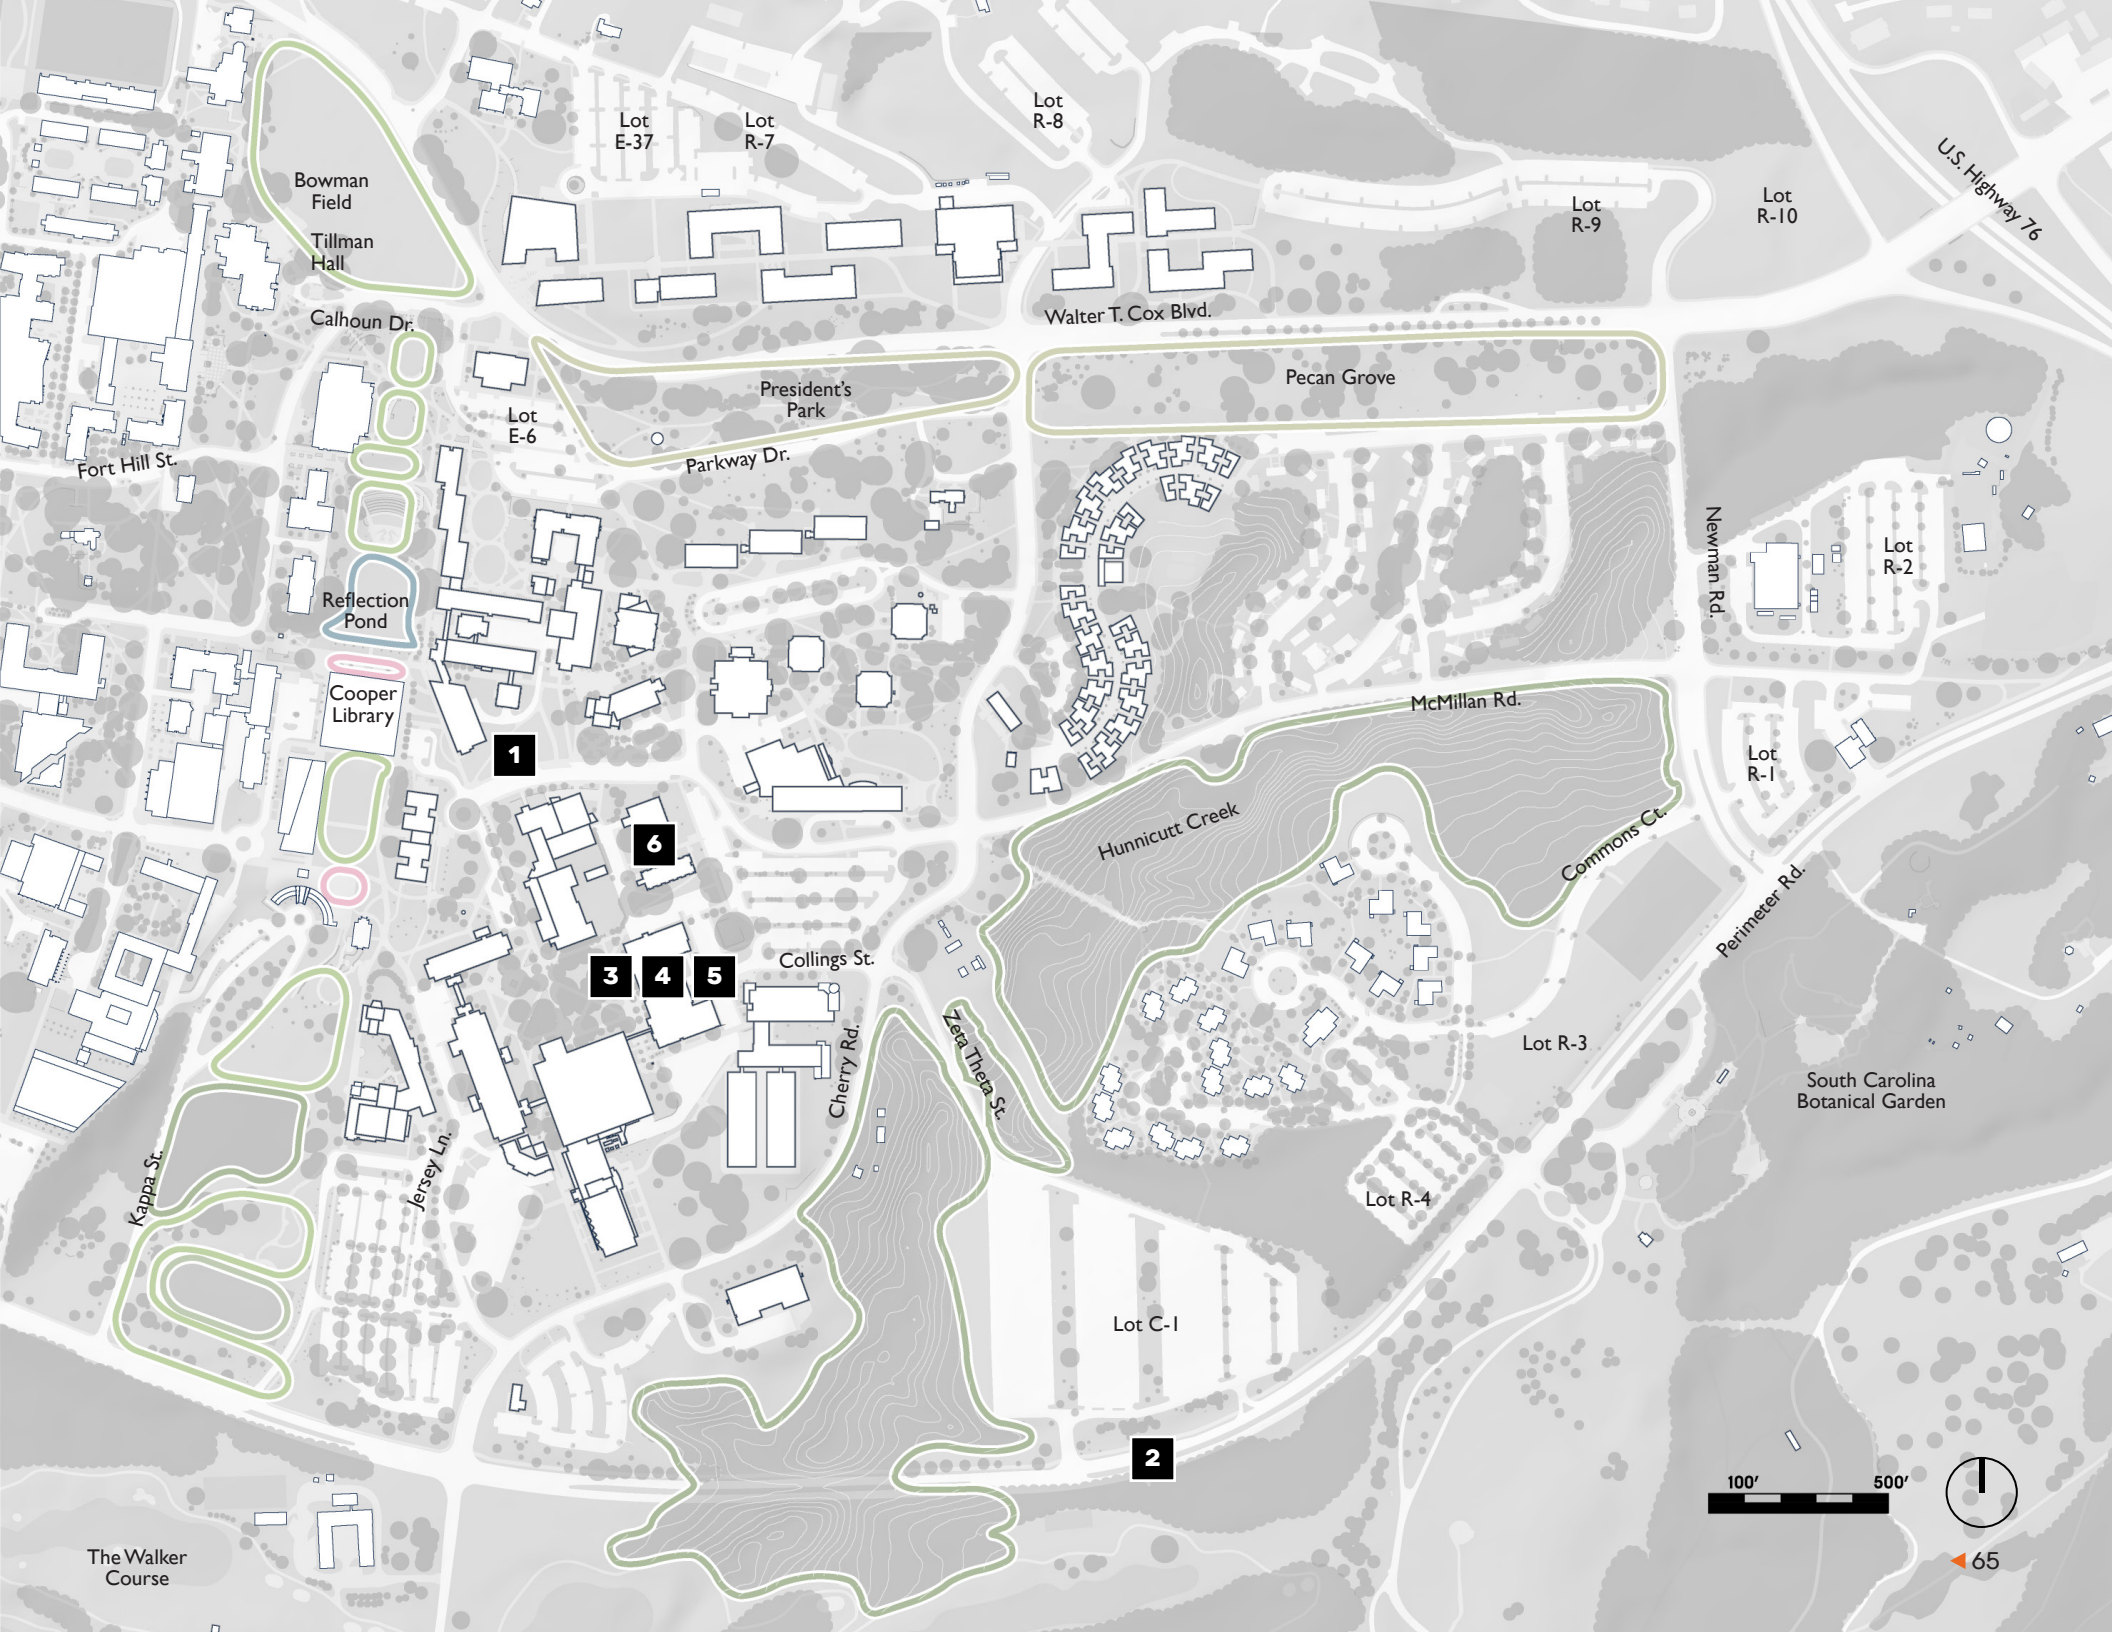 Lot
R-8
Lot
E-37
Lot
R-7
U.S. Highway 76
Bowman
Field
Lot
R-9
Lot
R-10
Tillman
Hall
Calhoun Dr.
Walter T. Cox Blvd.
President's
Park
Pecan Grove
Lot
E-6
Parkway Dr.
Fort Hill St.
Newman Rd.
Lot
R-2
Reflection
Pond
Cooper
Library
McMillan Rd.
1
Lot
R-1
Hunnicutt Creek
6
Commons Ct.
Perimeter Rd.
Collings St.
3
4
5
Zeta Theta St.
Cherry Rd.
Lot R-3
South Carolina
Botanical Garden
Kappa St.
Jersey Ln.
Lot R-4
Lot C-1
2
100'
500'
The Walker
Course
65